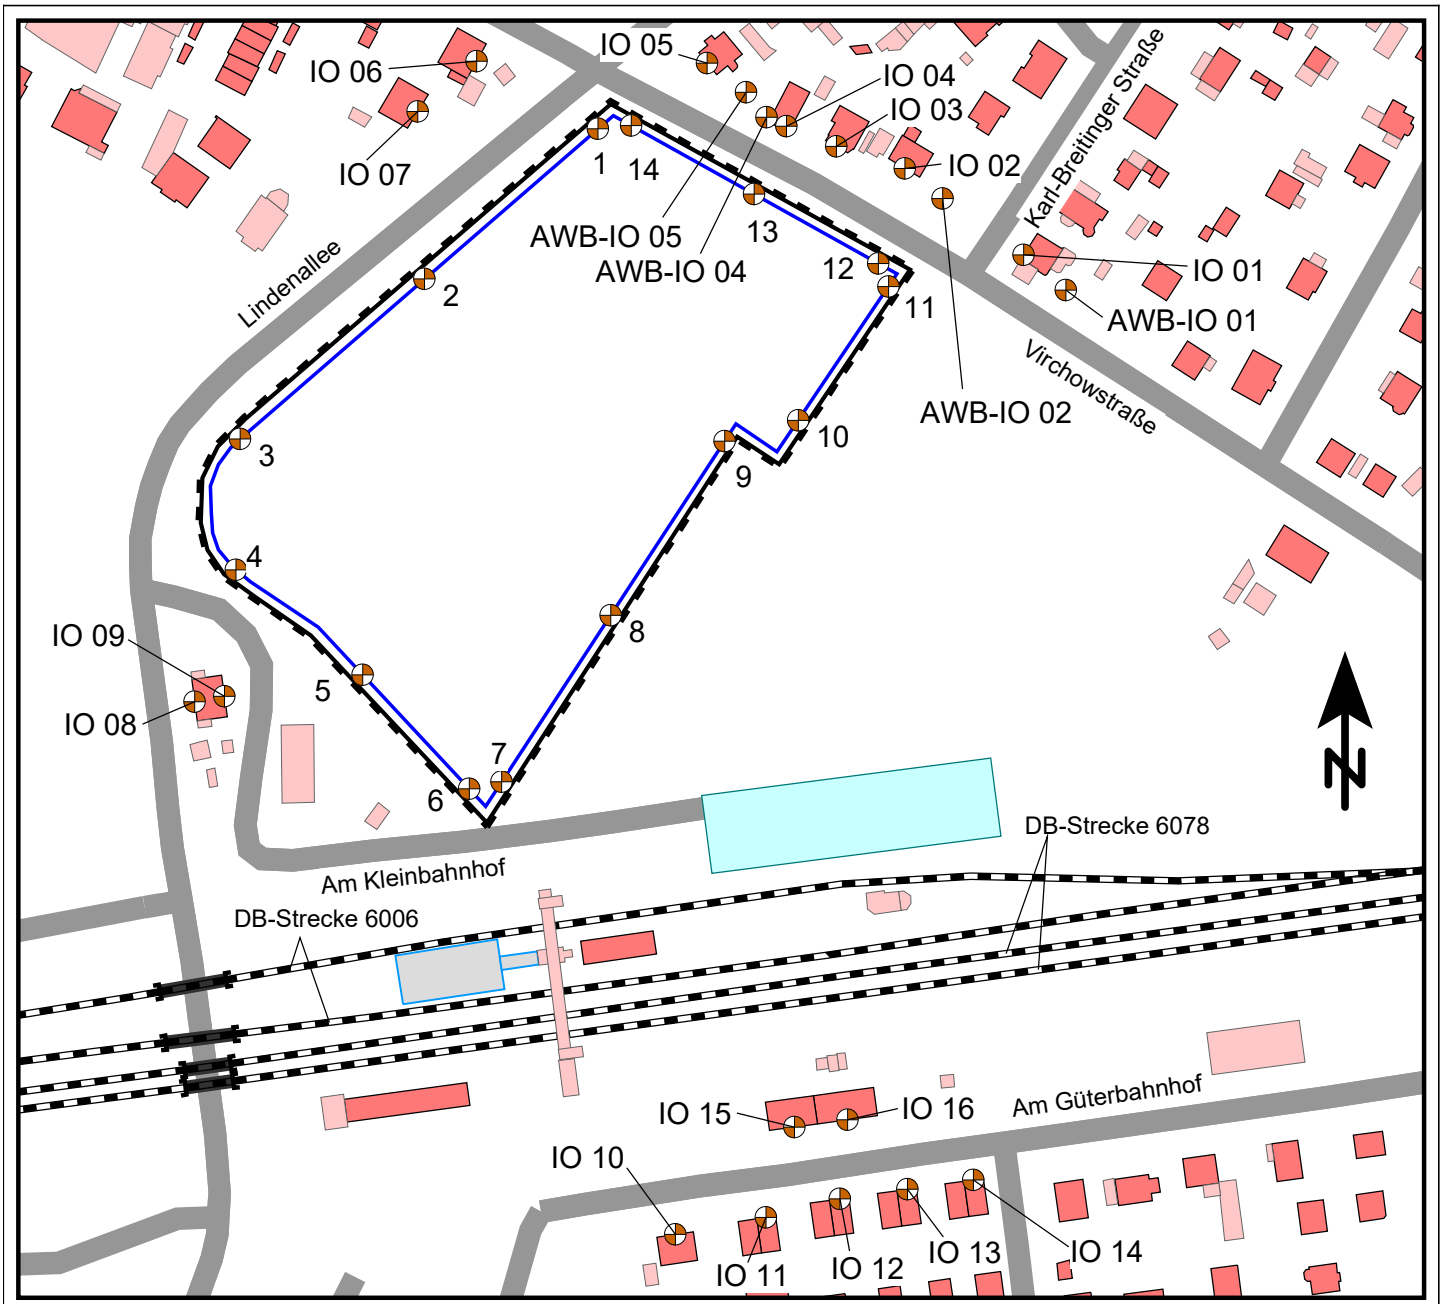 IO 05
IO 06
IO 04
IO 03
IO 07
IO 02
1
14
Karl-Breitinger Straße
AWB-IO 05
13
AWB-IO 04
12
IO 01
Lindenallee
2
11
AWB-IO 01
Virchowstraße
AWB-IO 02
3
10
9
4
IO 09
8
5
IO 08
7
6
N
DB-Strecke 6078
Am Kleinbahnhof
DB-Strecke 6006
Am Güterbahnhof
IO 15
IO 16
IO 10
IO 11
IO 12
IO 13
IO 14